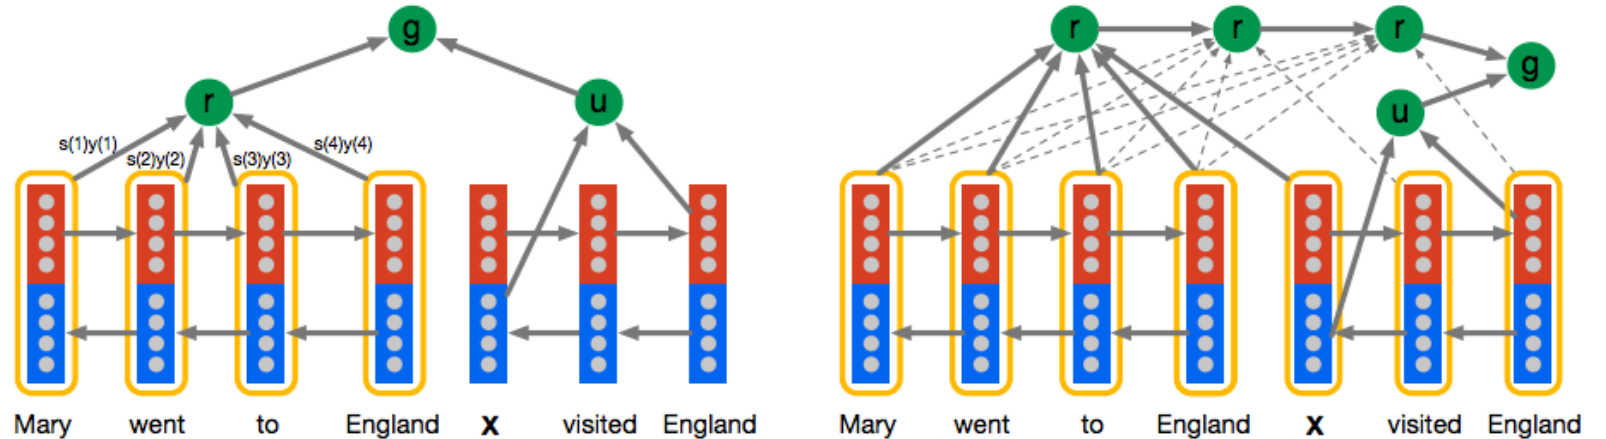 g
r
u
s(1)y(1)
s(2)y(2)
s(3)y(3)
s(4)y(4)
Mary went to England X visited England
r r r
g
u
Mary went to England X visited England